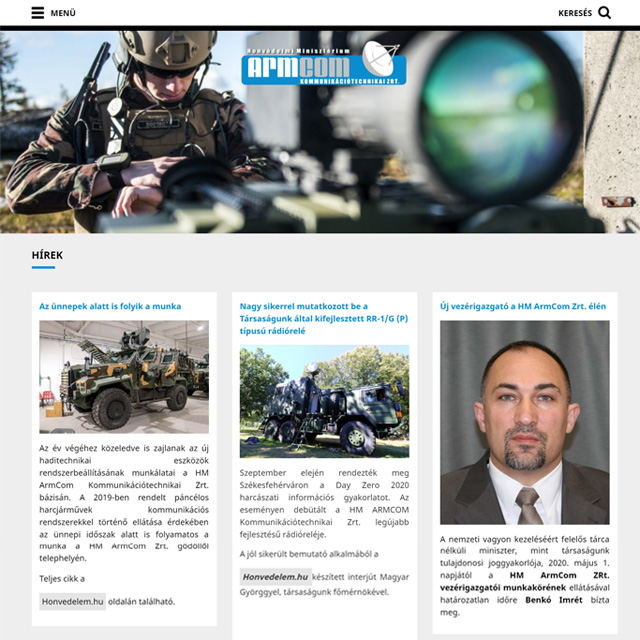 MENÜ
KERESÉS
Honvédelmi Minisztérium
ARMCOM
KOMMUNIKÁCIÓTECHNIKAI ZRT.
HÍREK
Az ünnepek alatt is folyik a munka
Az év végéhez közeledve is zajlanak az új
haditechnikai eszközök
rendszerbeállításának munkálatai a HM
ArmCom Kommunikációtechnikai Zrt.
bázisán. A 2019-ben rendelt páncélos
harcjárművek kommunikációs
rendszerekkel történő ellátása érdekében
az ünnepi időszak alatt is folyamatos a
munka a HM ArmCom Zrt. gödöllői
telephelyén.
Teljes cikk a
Honvedelem.hu oldalán található.
Nagy sikerrel mutatkozott be a
Társaságunk által kifejlesztett RR-1/G (P)
típusú rádiórelé
Szeptember elején rendezték meg
Székesfehérváron a Day Zero 2020
harcászati információs gyakorlatot. Az
eseményen debütált a HM ARMCOM
Kommunikációtechnikai Zrt. legújabb
fejlesztésű rádióreléje.
A jól sikerült bemutató alkalmából a
Honvedelem.hu készített interjút Magyar
Györggyel, társaságunk főmérnökével.
Új vezérigazgató a HM ArmCom Zrt. élén
A nemzeti vagyon kezeléséért felelős tárca
nélküli miniszter, mint társaságunk
tulajdonosi joggyakorlója, 2020. május 1.
napjától a HM ArmCom ZRt.
vezérigazgatói munkakörének ellátásával
határozatlan időre Benkó Imrét bízta
meg.